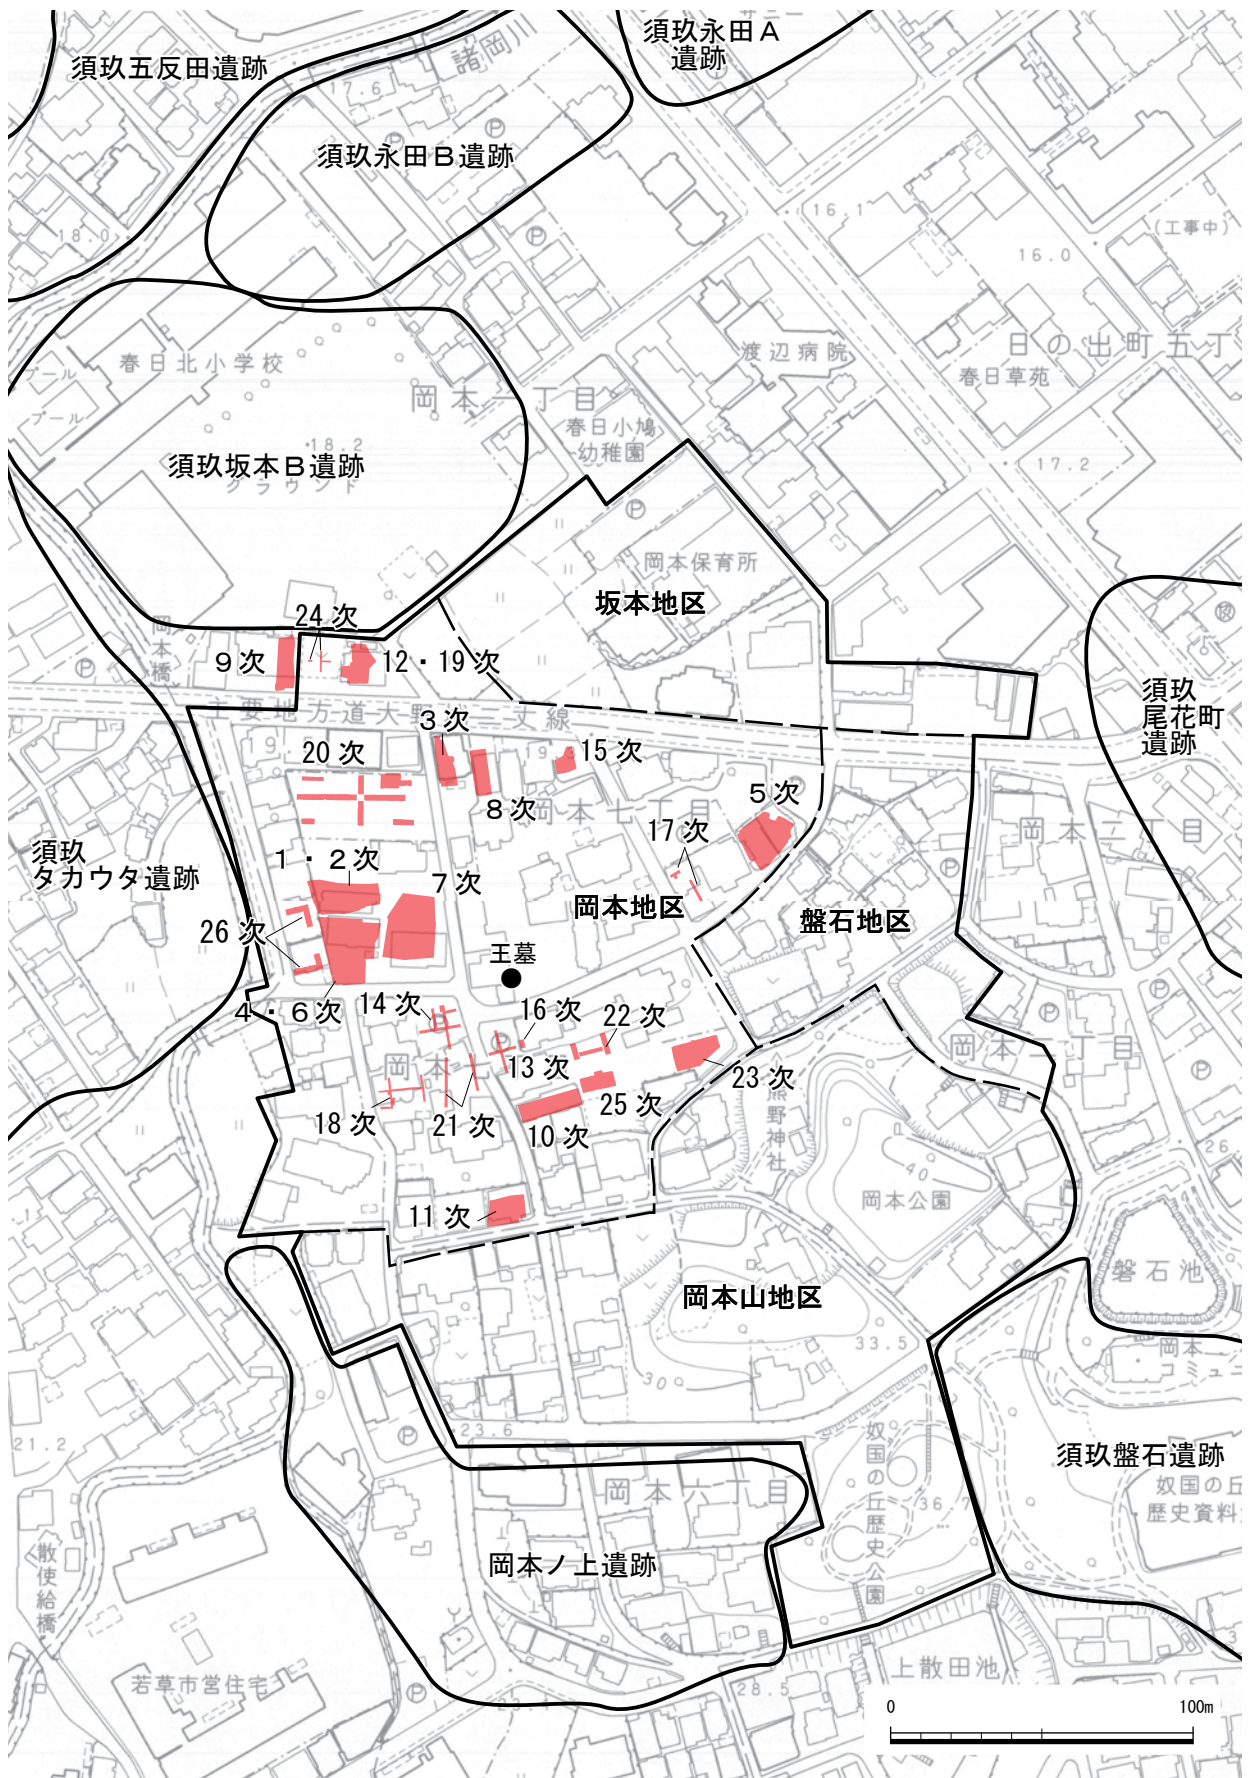 須玖五反田遺跡
諸岡川
須玖永田A
遺跡
17.6
須玖永田B遺跡
16.1
(工事中)
18.0
16.0
春日北小学校
プール
プール
渡辺病院
日の出町五丁
春日草苑
岡本一丁目
春日小鳩
幼稚園
18.2
須玖坂本B遺跡
グラウンド
17.2
岡本保育所
坂本地区
岡本橋
24次
9次
12・19次
須玖
尾花町
遺跡
3次
20次
15次
8次
岡本七丁目
5次
17次
岡本二丁目
須玖
タカウタ遺跡
1・2次
7次
岡本地区
盤石地区
26次
王墓
4・6次
14次
16次
22次
岡本一丁目
13次
23次
18次
21次
25次
10次
熊野神社
40
岡本公園
26
11次
岡本山地区
磐石池
33.5
岡本
コミュニ
30
21.2
23.6
奴国の丘歴史公園
須玖盤石遺跡
奴国の丘
歴史資料
岡本六丁目
36.7
岡本ノ上遺跡
散使給橋
若草市営住宅
上散田池
28.5
0
100m